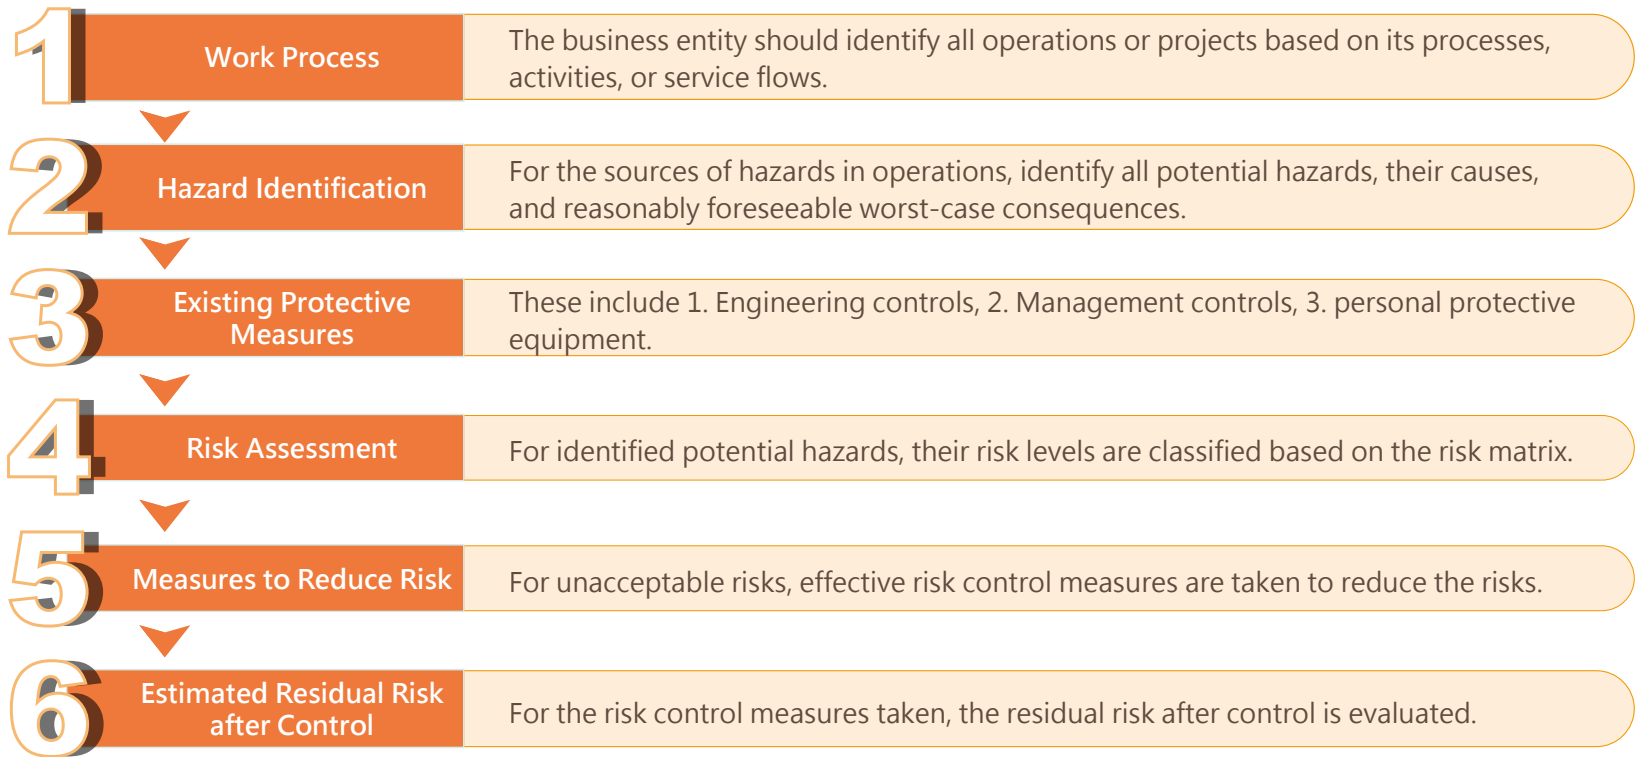 1
Work Process
The business entity should identify all operations or projects based on its processes,
activities, or service flows.
2
Hazard Identification
For the sources of hazards in operations, identify all potential hazards, their causes,
and reasonably foreseeable worst-case consequences.
3
Existing Protective
Measures
These include 1. Engineering controls, 2. Management controls, 3. personal protective
equipment.
4
Risk Assessment
For identified potential hazards, their risk levels are classified based on the risk matrix.
5
Measures to Reduce Risk
For unacceptable risks, effective risk control measures are taken to reduce the risks.
6
Estimated Residual Risk
after Control
For the risk control measures taken, the residual risk after control is evaluated.